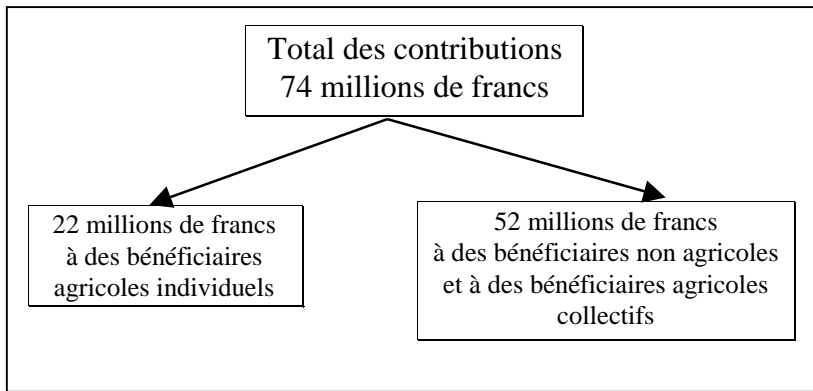 Total des contributions
74 millions de francs
22 millions de francs
à des bénéficiaires
agricoles individuels
52 millions de francs
à des bénéficiaires non agricoles
et à des bénéficiaires agricoles
collectifs